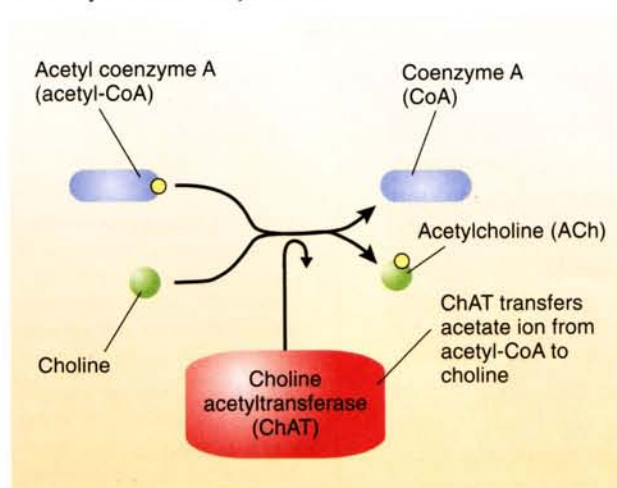 Acetyl coenzyme A
(acetyl-CoA)
Coenzyme A
(CoA)
Acetylcholine (ACh)
Choline
ChAT transfers
acetate ion from
acetyl-CoA to
choline
Choline
acetyltransferase
(ChAT)